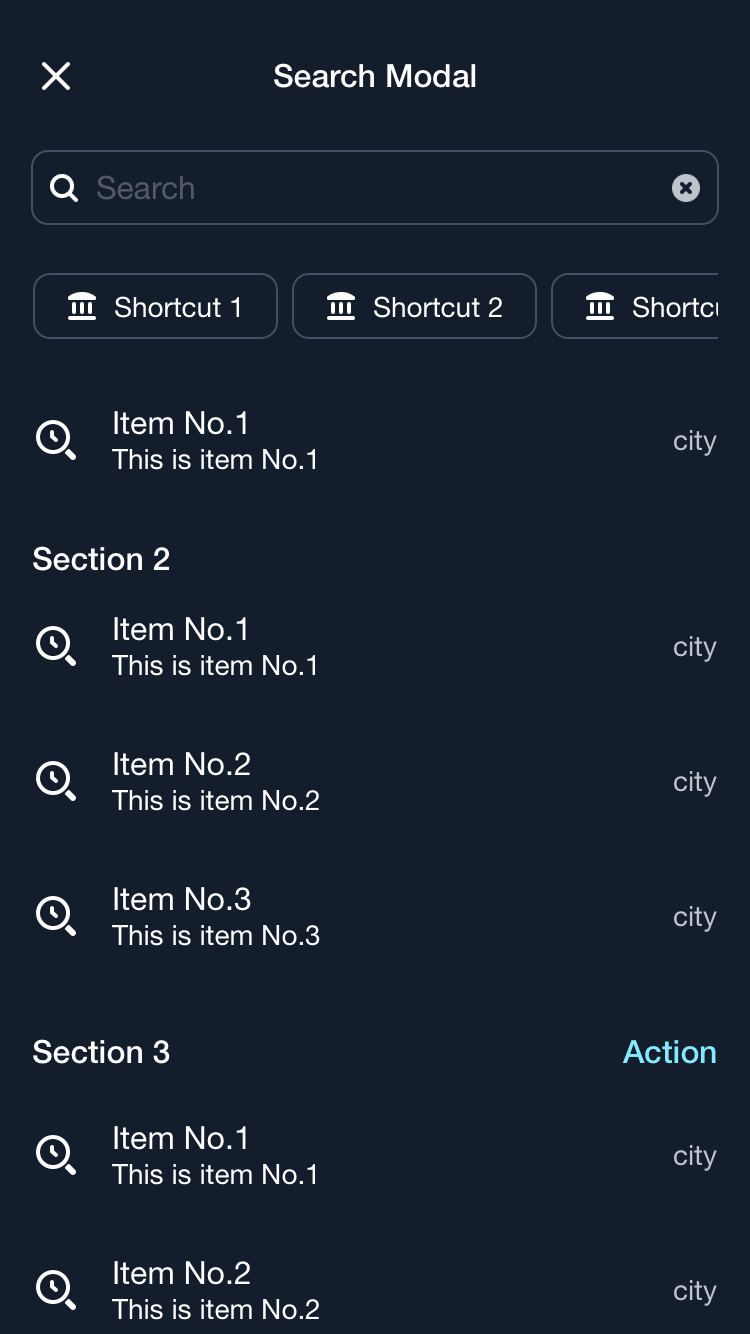 Search Modal
Search
Shortcut 1 Shortcut 2 Shortcu
Item No.1
This is item No.1
city
Section 2
Item No.1
This is item No.1
city
Item No.2
This is item No.2
city
Item No.3
This is item No.3
city
Section 3 Action
Item No.1
This is item No.1
city
Item No.2
This is item No.2
city